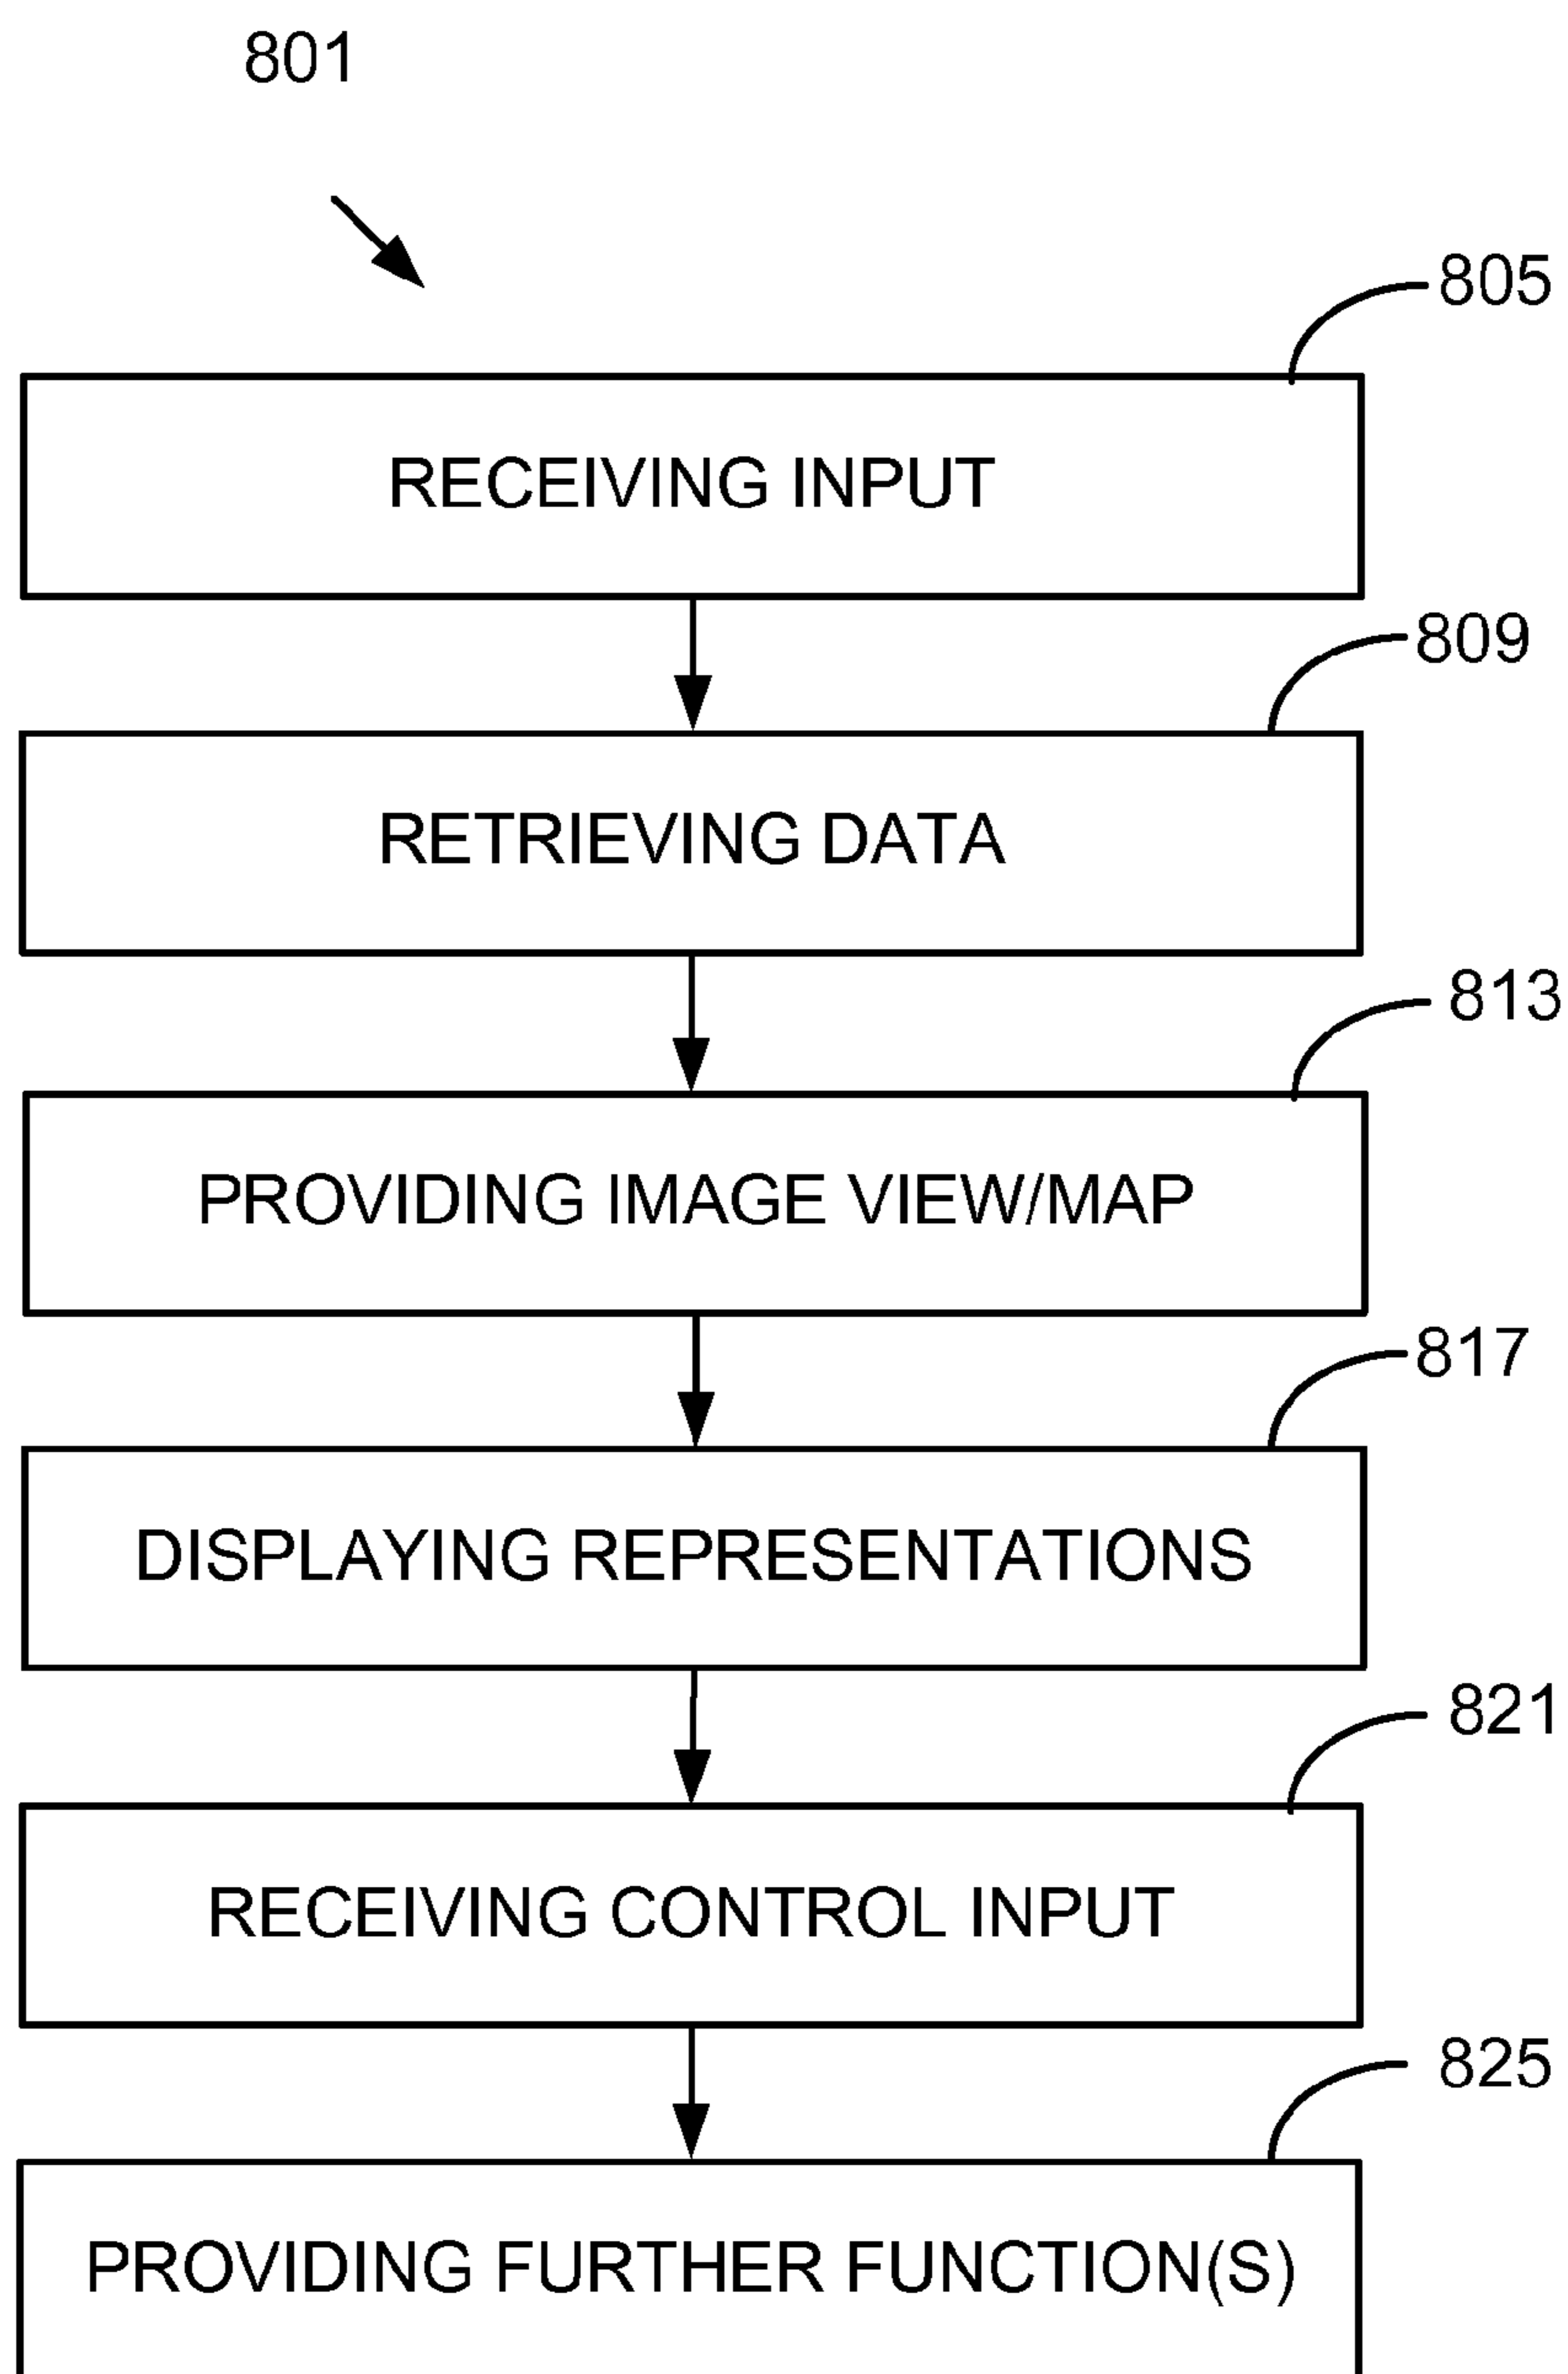 801
805
RECEIVING INPUT
809
RETRIEVING DATA
813
PROVIDING IMAGE VIEW/MAP
817
DISPLAYING REPRESENTATIONS
821
RECEIVING CONTROL INPUT
825
PROVIDING FURTHER FUNCTION(S)